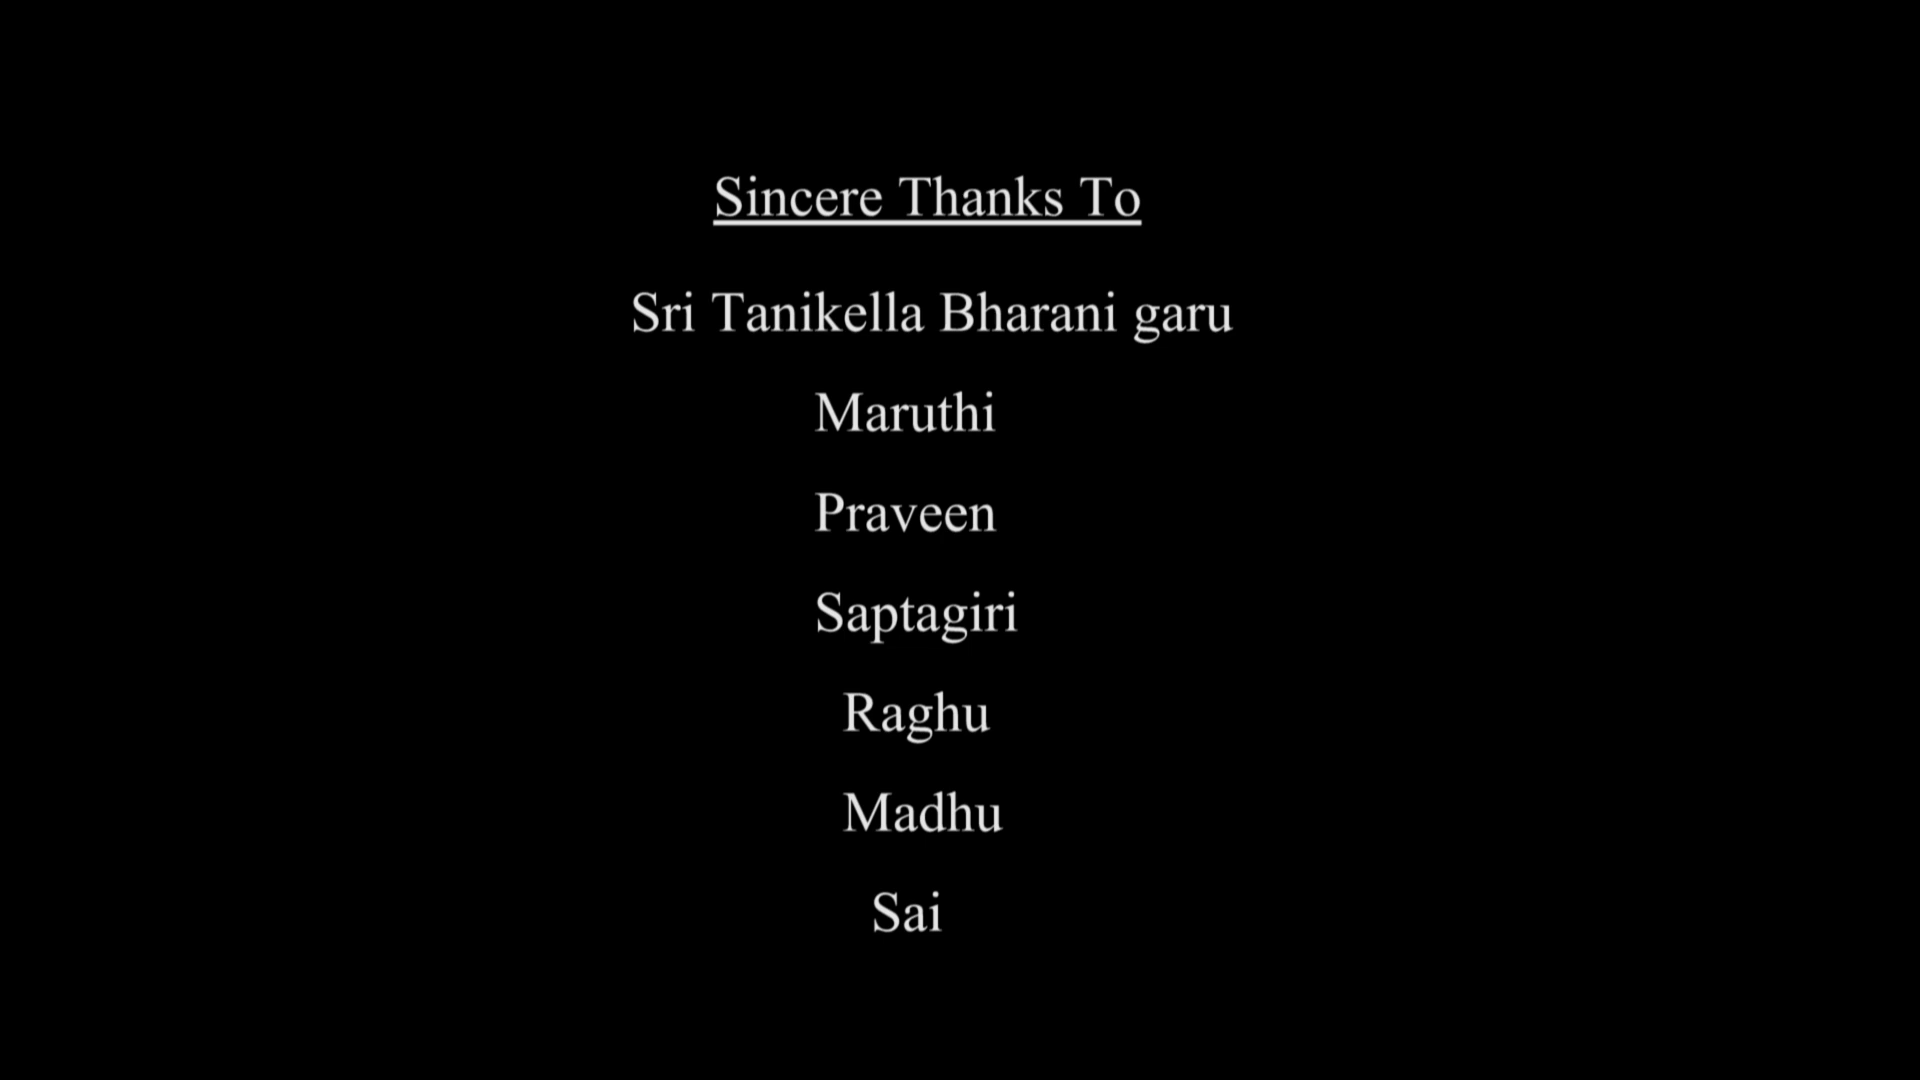 Sincere Thanks To
Sri Tanikella Bharani garu
Maruthi
Praveen
Saptagiri
Raghu
Madhu
Sai